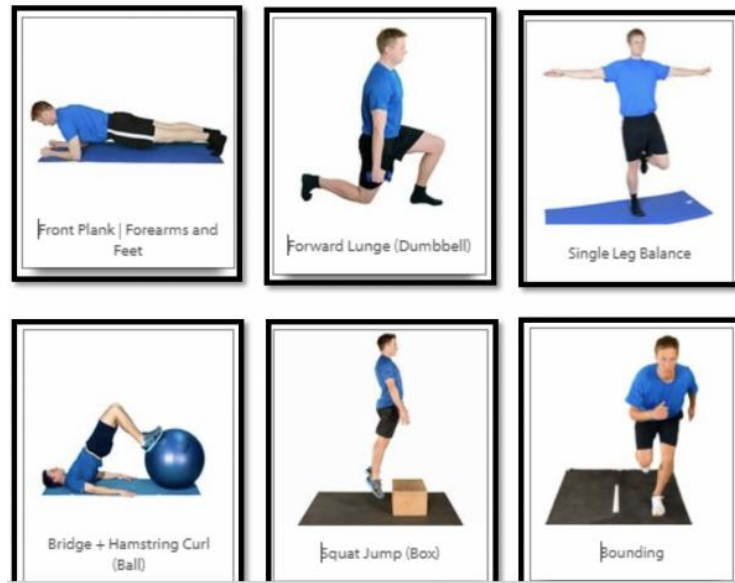 Front Plank | Forearms and
Feet
Forward Lunge (Dumbbell)
Single Leg Balance
Bridge + Hamstring Curl
(Ball)
Squat Jump (Box)
Bounding